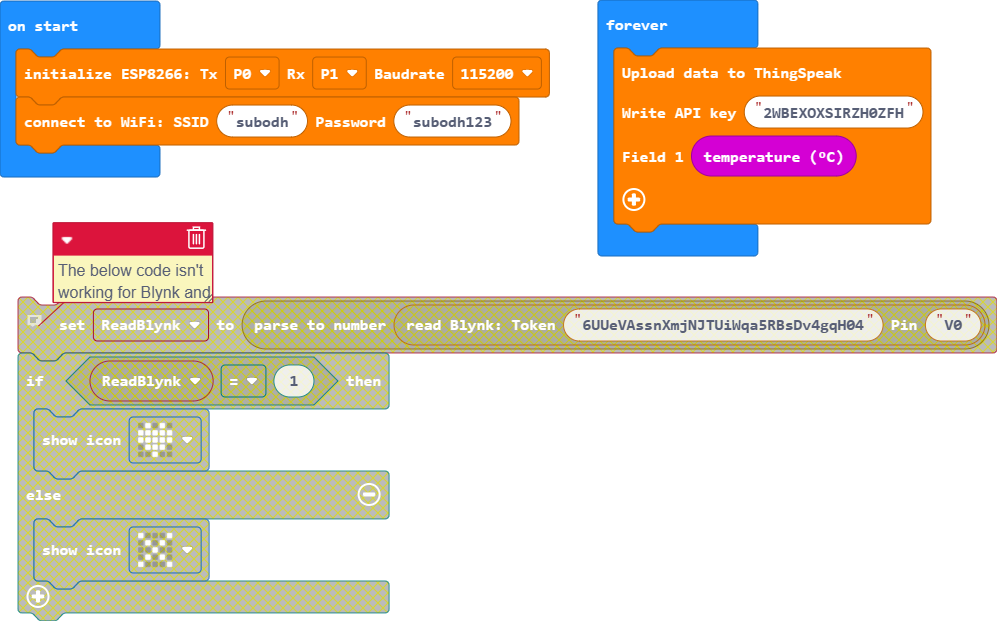 on start
initialize ESP8266: Tx P0 Rx P1 Baudrate 115200
connect to WiFi: SSID "subodh" Password "subodh123"
forever
Upload data to ThingSpeak
Write API key "2WBEXOXSIRZH0ZFH"
Field 1 temperature (ºC)
The below code isn't
working for Blynk and
set ReadBlynk to parse to number read Blynk: Token "6UUeVAssnXmjNJTUiWqa5RBsDv4gqH04" Pin "V0"
if ReadBlynk = 1 then
show icon
else
show icon